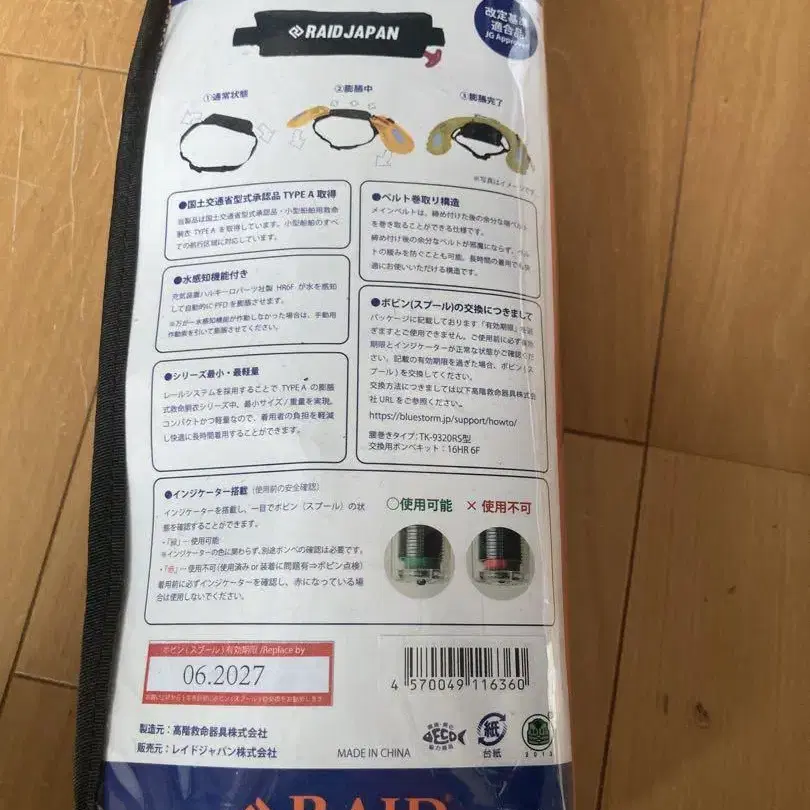 RAIDJAPAN
改定基準
適合品
JG Approved
①通常状態
②膨脹中
③膨脹完了
※写真はイメージです。
●国土交通省型式承認品 TYPE A 取得
当製品は国土交通省型式承認品・小型船舶用救命
胴衣 TYPE A を取得しています。小型船舶のすべ
ての航行区域に対応しています。
●水感知機能付き
充気装置ハルキーロバーツ社製 HR6F が水を感知
して自動的にPFDを膨脹させます。
※万が一水感知機能が作動しなかった場合は、手動用
作動索を引いて膨脹させてください。
●シリーズ最小・最軽量
レールシステムを採用することで TYPE A の膨脹
式救命胴衣シリーズ中、最小サイズ/重量を実現。
コンパクトかつ軽量なので、着用者の負担を軽減
し快適に長時間着用することができます。
●ベルト巻取り構造
メインベルトは、締め付けた後の余分な端ベルト
を巻き取ることができる仕様です。
締め付け後の余分なベルトが邪魔にならず、ベル
トの緩みを防ぐことも可能。長時間の着用でも快
適にお使いいただける構造です。
●ボビン(スプール)の交換につきまして
パッケージに記載しております「有効期限」を過
ぎますとご使用できません。ご使用前に必ず有効
期限とインジケーターが正常な状態かご確認くだ
さい。記載の有効期限を過ぎた場合、ボビン(ス
プール)を交換してください。
交換方法につきましては以下高階救命器具株式会
社 URL をご参照ください。
https://bluestorm.jp/support/howto/
腰巻きタイプ:TK-9320RS型
交換用ボンベキット:16HR 6F
●インジケーター搭載 (使用前の安全確認)
インジケーターを搭載し、一目でボビン(スプール)の状
態を確認することができます。
・「緑」…使用可能
※インジケーターの色に関わらず、別途ボンベの確認は必要です。
・「赤」…使用不可(使用済み or 装着に問題有⇒ボビン点検)
着用前に必ずインジケーターを確認し、赤になっている場
合は使用しないでください。
〇使用可能
× 使用不可
ボビン(スプール)有効期限/Replace by
06.2027
4 570049 116360
製造元:高階救命器具株式会社
販売元:レイドジャパン株式会社
MADE IN CHINA
ECO
紙
台紙
2013
RAID